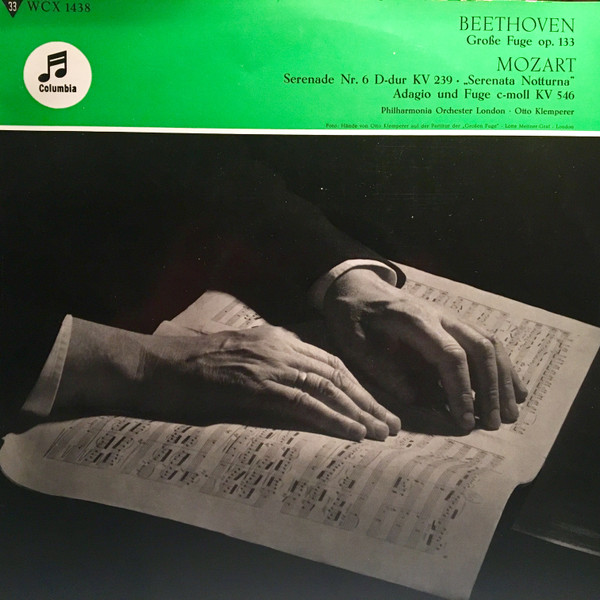 33 WCX 1438
BEETHOVEN
Große Fuge op. 133
MOZART
Serenade Nr. 6 D-dur KV 239 · „Serenata Notturna“
Adagio und Fuge c-moll KV 546
Philharmonia Orchester London · Otto Klemperer
Foto: Hände von Otto Klemperer auf der Partitur der „Großen Fuge“ · Lotte Meitner-Graf · London
Columbia